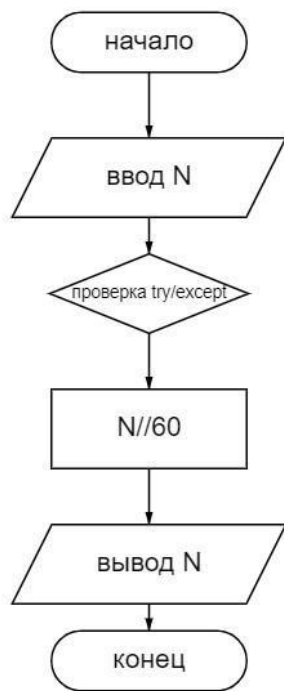 начало
ввод N
проверка try/except
N//60
вывод N
конец